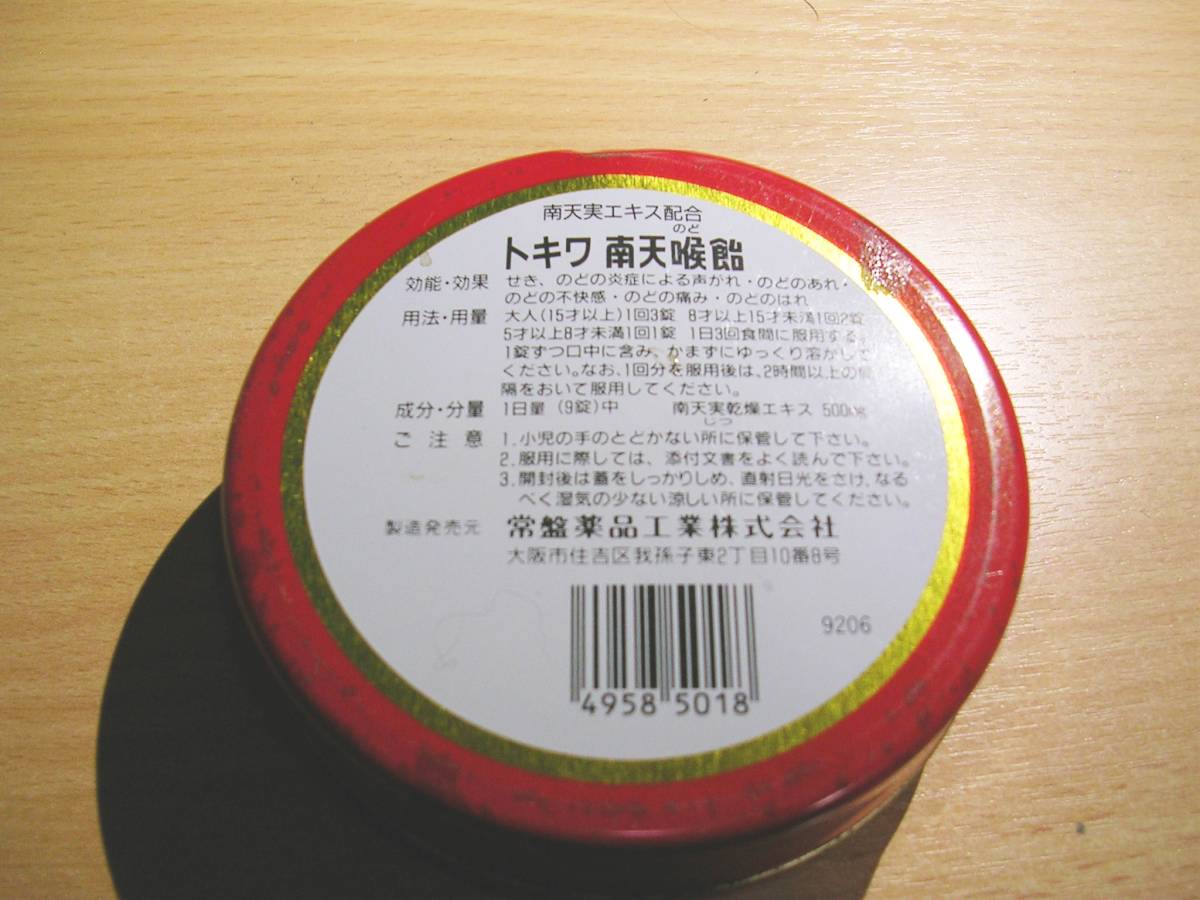 南天実エキス配合
のど
トキワ 南天喉飴
効能・効果 せき、のどの炎症による声がれ・のどのあれ・
のどの不快感・のどの痛み・のどのはれ
用法・用量 大人(15才以上)1回3錠 8才以上15才未満1回2錠
5才以上8才未満1回1錠 1日3回食間に服用する。
1錠ずつ口中に含み、かまずにゆっくり溶かして
ください。なお、1回分を服用後は、2時間以上の間
隔をおいて服用してください。
成分・分量 1日量 (9錠)中 南天実乾燥エキス
じつ
ご注意 1.小児の手のとどかない所に保管して下さい。
2.服用に際しては、添付文書をよく読んで下さい。
3.開封後は蓋をしっかりしめ、直射日光をさけ、なる
べく湿気の少ない涼しい所に保管してください。
製造発売元 常盤薬品工業株式会社
大阪市住吉区我孫子東2丁目10番8号
9206
4958 5018